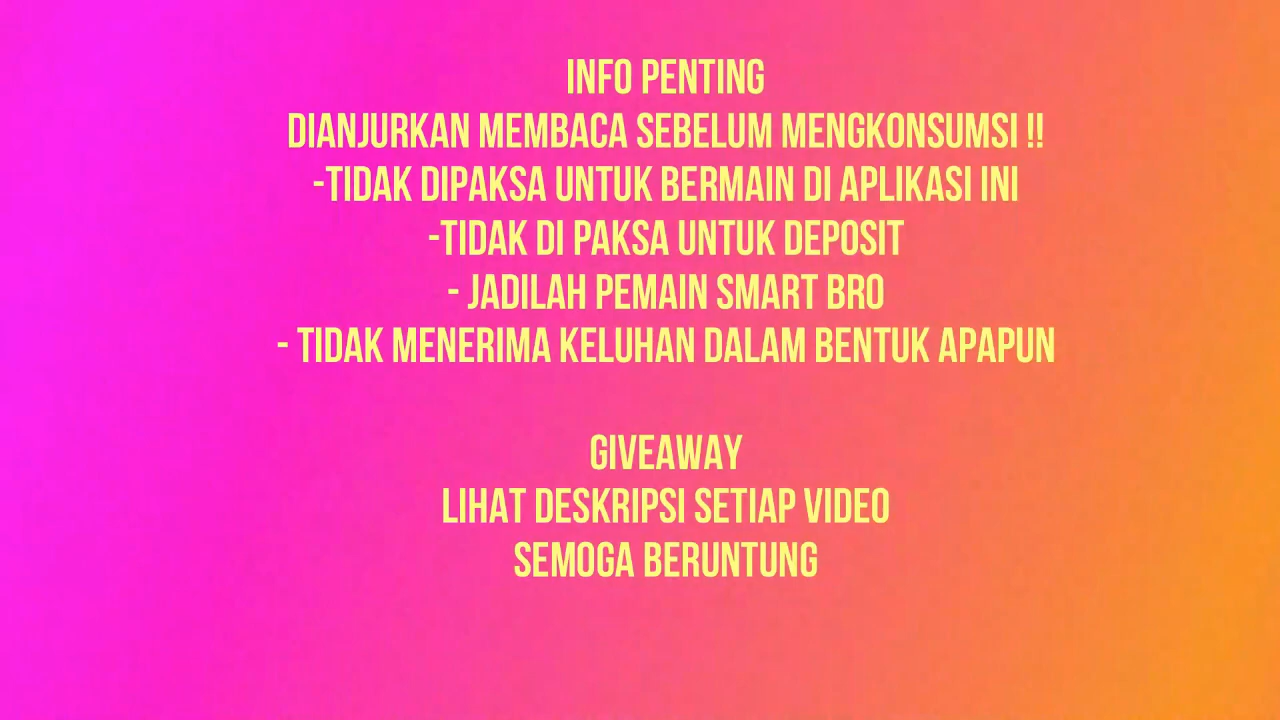 INFO PENTING
DIANJURKAN MEMBACA SEBELUM MENGKONSUMSI !!
-TIDAK DIPAKSA UNTUK BERMAIN DI APLIKASI INI
-TIDAK DI PAKSA UNTUK DEPOSIT
- JADILAH PEMAIN SMART BRO
- TIDAK MENERIMA KELUHAN DALAM BENTUK APAPUN
GIVEAWAY
LIHAT DESKRIPSI SETIAP VIDEO
SEMOGA BERUNTUNG